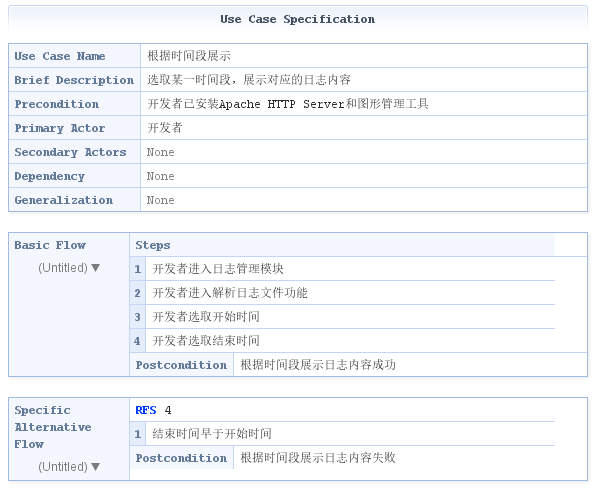 Use Case Specification
Use Case Name 根据时间段展示
Brief Description 选取某一时间段，展示对应的日志内容
Precondition 开发者已安装Apache HTTP Server和图形管理工具
Primary Actor 开发者
Secondary Actors None
Dependency None
Generalization None
Basic Flow Steps
(Untitled) ▼
1 开发者进入日志管理模块
2 开发者进入解析日志文件功能
3 开发者选取开始时间
4 开发者选取结束时间
Postcondition 根据时间段展示日志内容成功
Specific Alternative Flow
(Untitled) ▼
RFS 4
1 结束时间早于开始时间
Postcondition 根据时间段展示日志内容失败